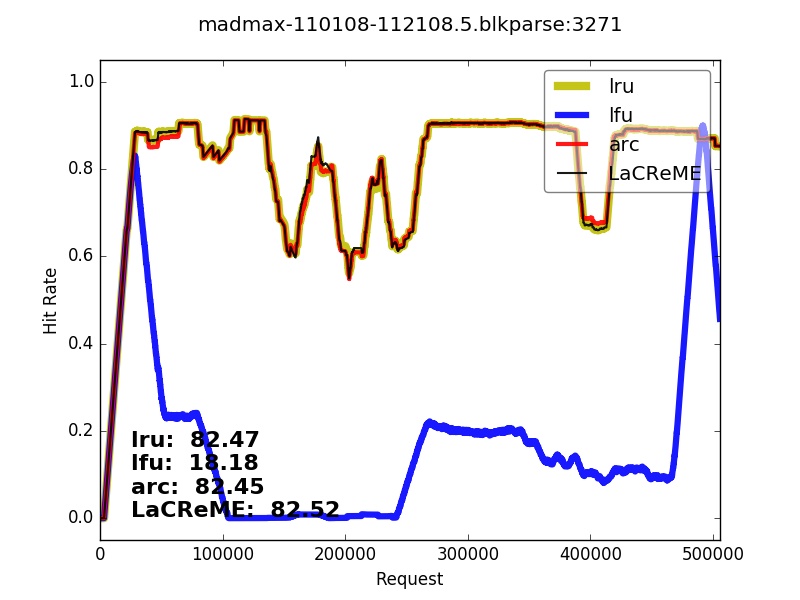 madmax-110108-112108.5.blkparse:3271
lru
lfu
arc
LaCReME
1.0
0.8
0.6
0.4
0.2
0.0
Hit Rate
lru: 82.47
lfu: 18.18
arc: 82.45
LaCReME: 82.52
0 100000 200000 300000 400000 500000
Request